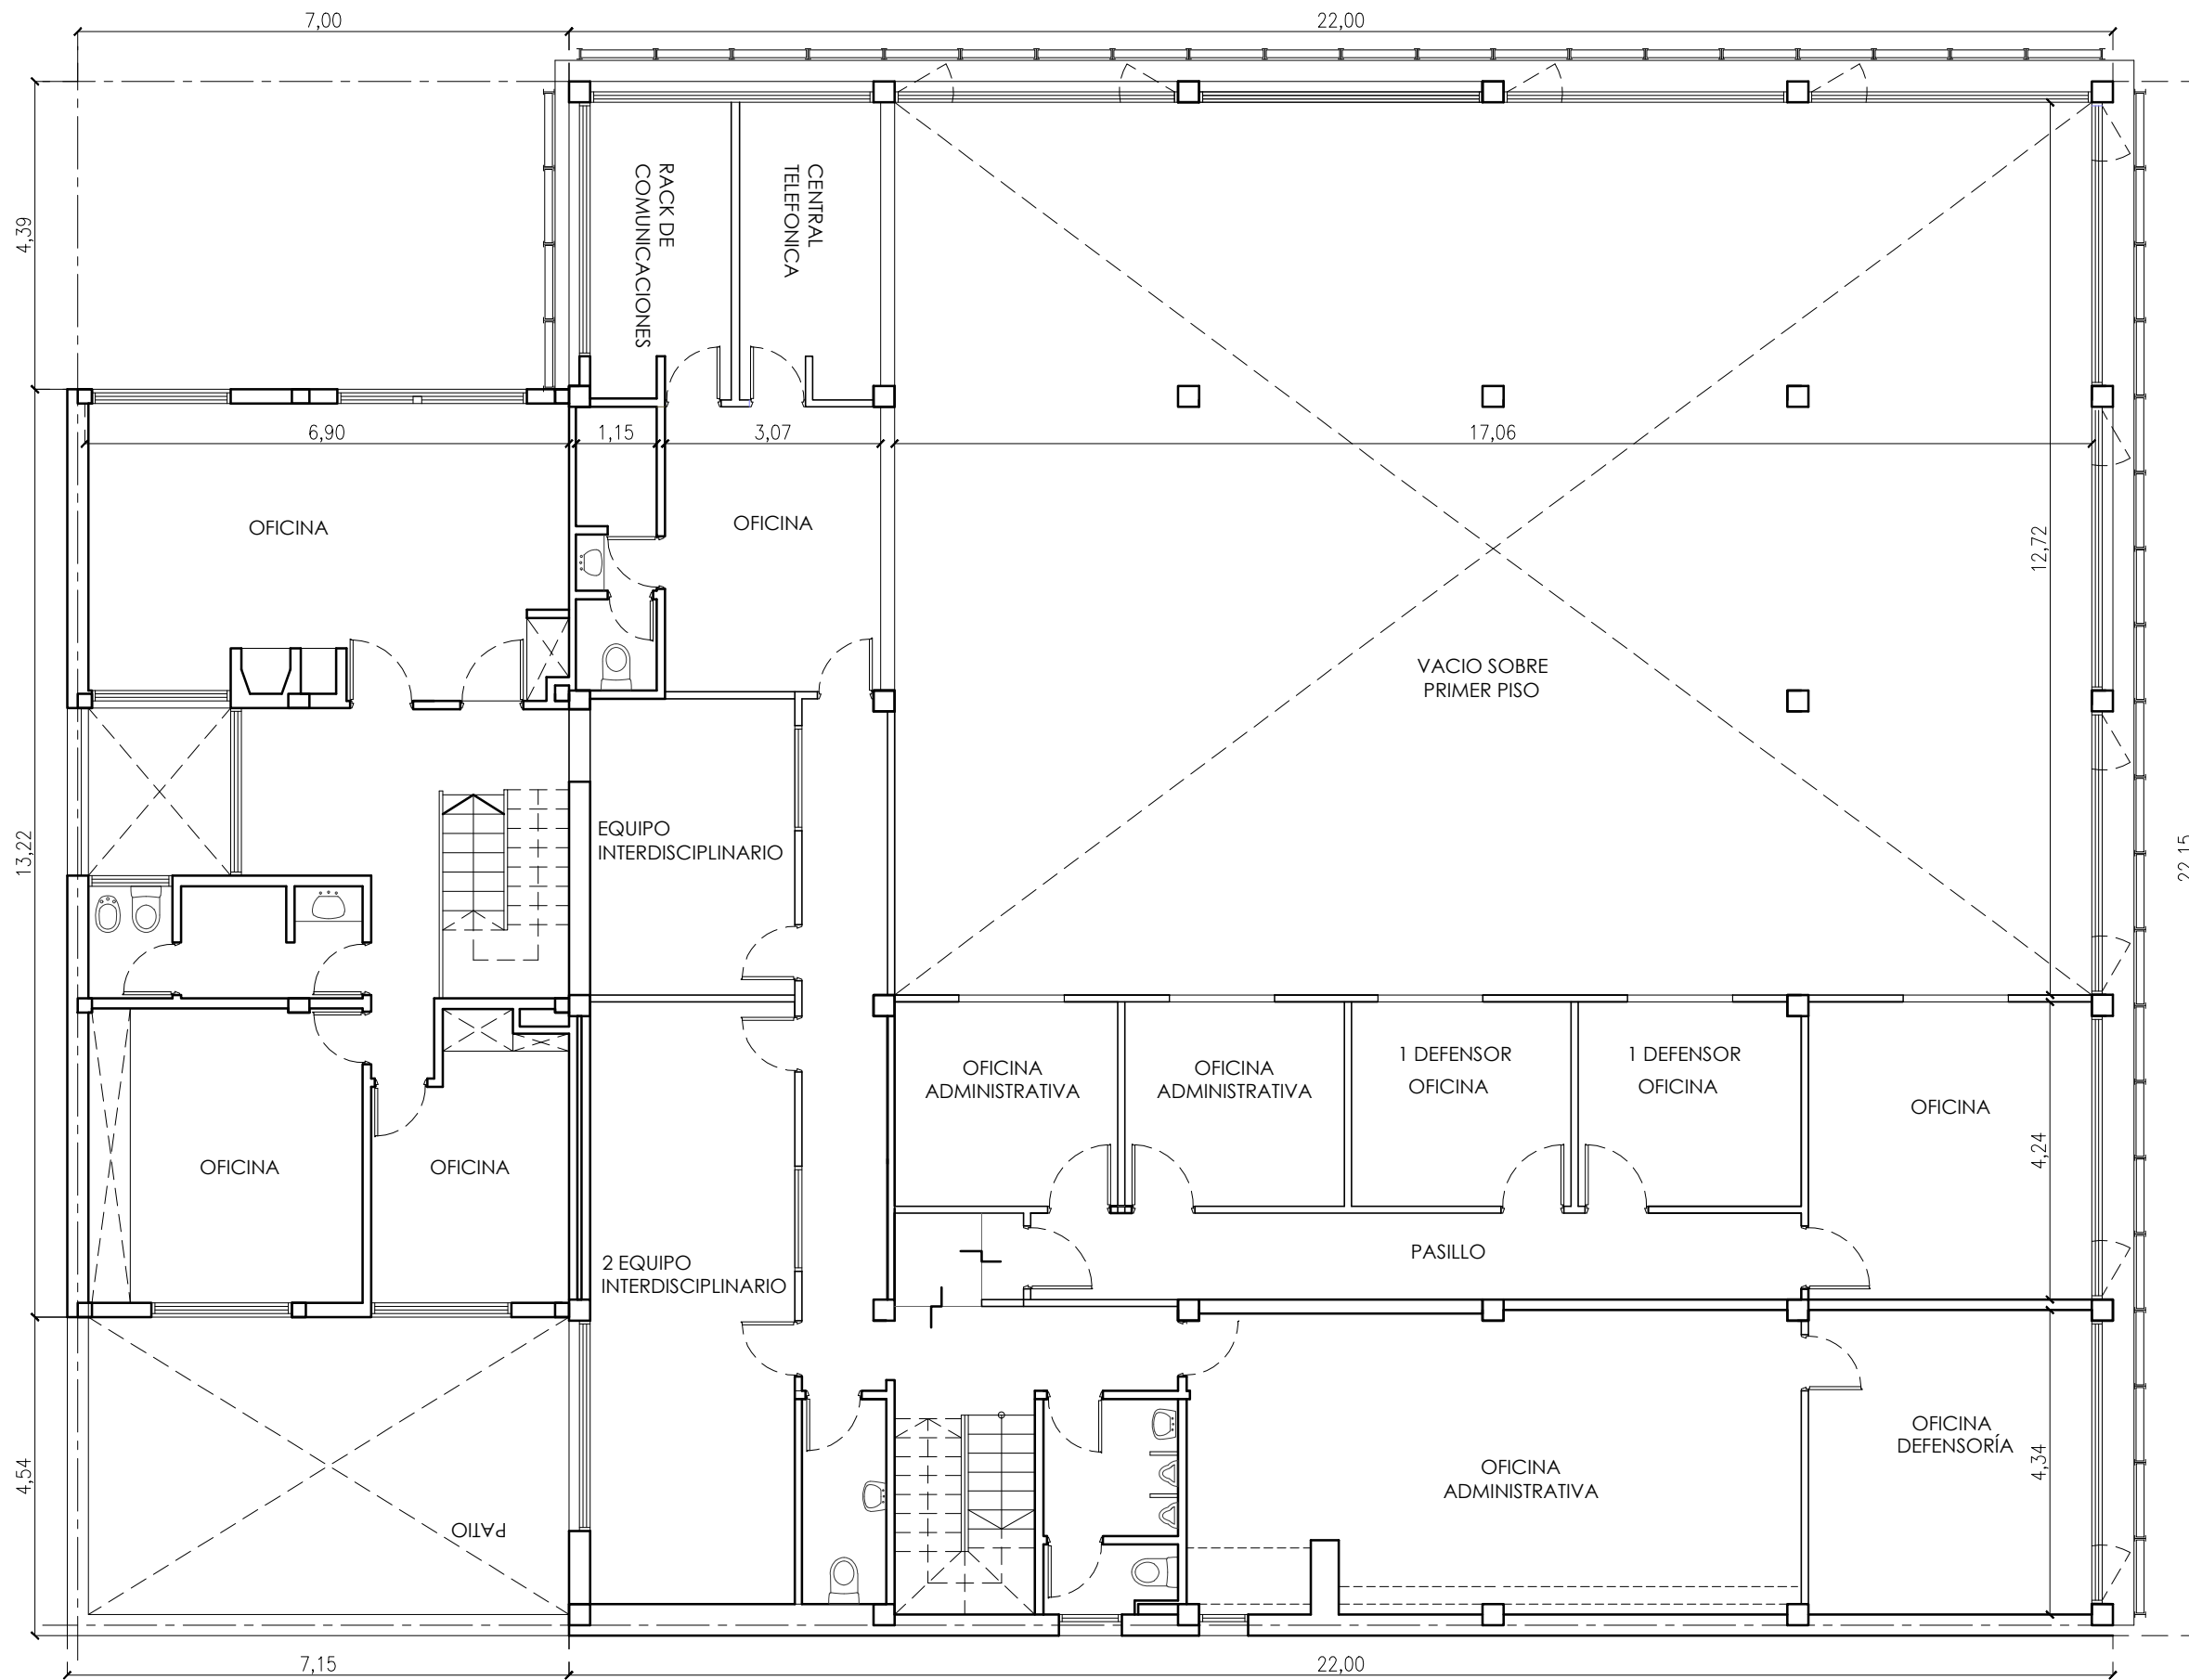 7,00
22,00
4,39
RACK DE
COMUNICACIONES
CENTRAL
TELEFONICA
6,90
1,15
3,07
17,06
OFICINA
OFICINA
12,72
VACIO SOBRE
PRIMER PISO
13,22
EQUIPO
INTERDISCIPLINARIO
22,15
OFICINA
ADMINISTRATIVA
OFICINA
ADMINISTRATIVA
1 DEFENSOR
OFICINA
1 DEFENSOR
OFICINA
OFICINA
4,24
OFICINA
OFICINA
2 EQUIPO
INTERDISCIPLINARIO
PASILLO
4,54
PATIO
OFICINA
ADMINISTRATIVA
OFICINA
DEFENSORÍA
4,34
7,15
22,00